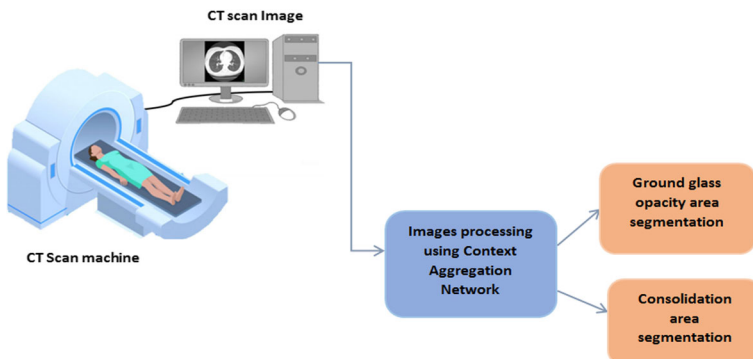 CT scan Image
CT Scan machine
Images processing
using Context
Aggregation
Network
Ground glass
opacity area
segmentation
Consolidation
area
segmentation